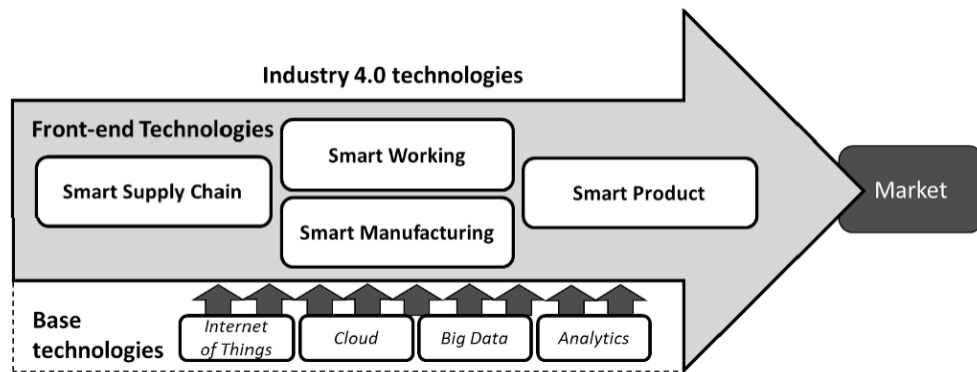 Industry 4.0 technologies
Front-end Technologies
Smart Supply Chain
Smart Working
Smart Manufacturing
Smart Product
Market
Base
technologies
Internet
of Things
Cloud
Big Data
Analytics